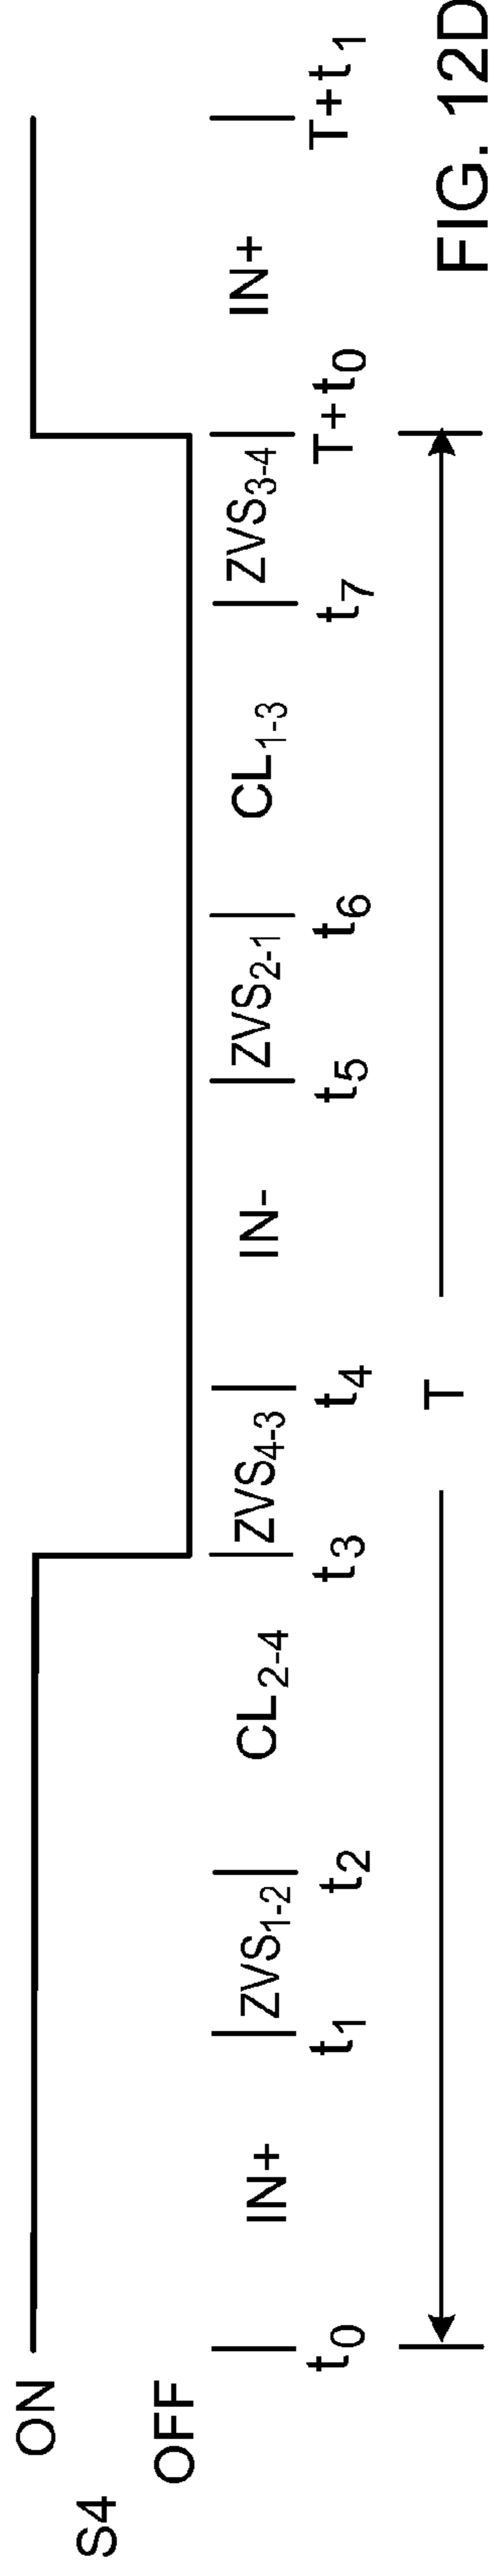 ON
S4
OFF
IN+ ZVS1-2 CL2-4 ZVS4-3 IN- ZVS2-1 CL1-3 ZVS3-4 IN+
t0 t1 t2 t3 t4 t5 t6 t7 T+t0 T+t1
T
FIG. 12D